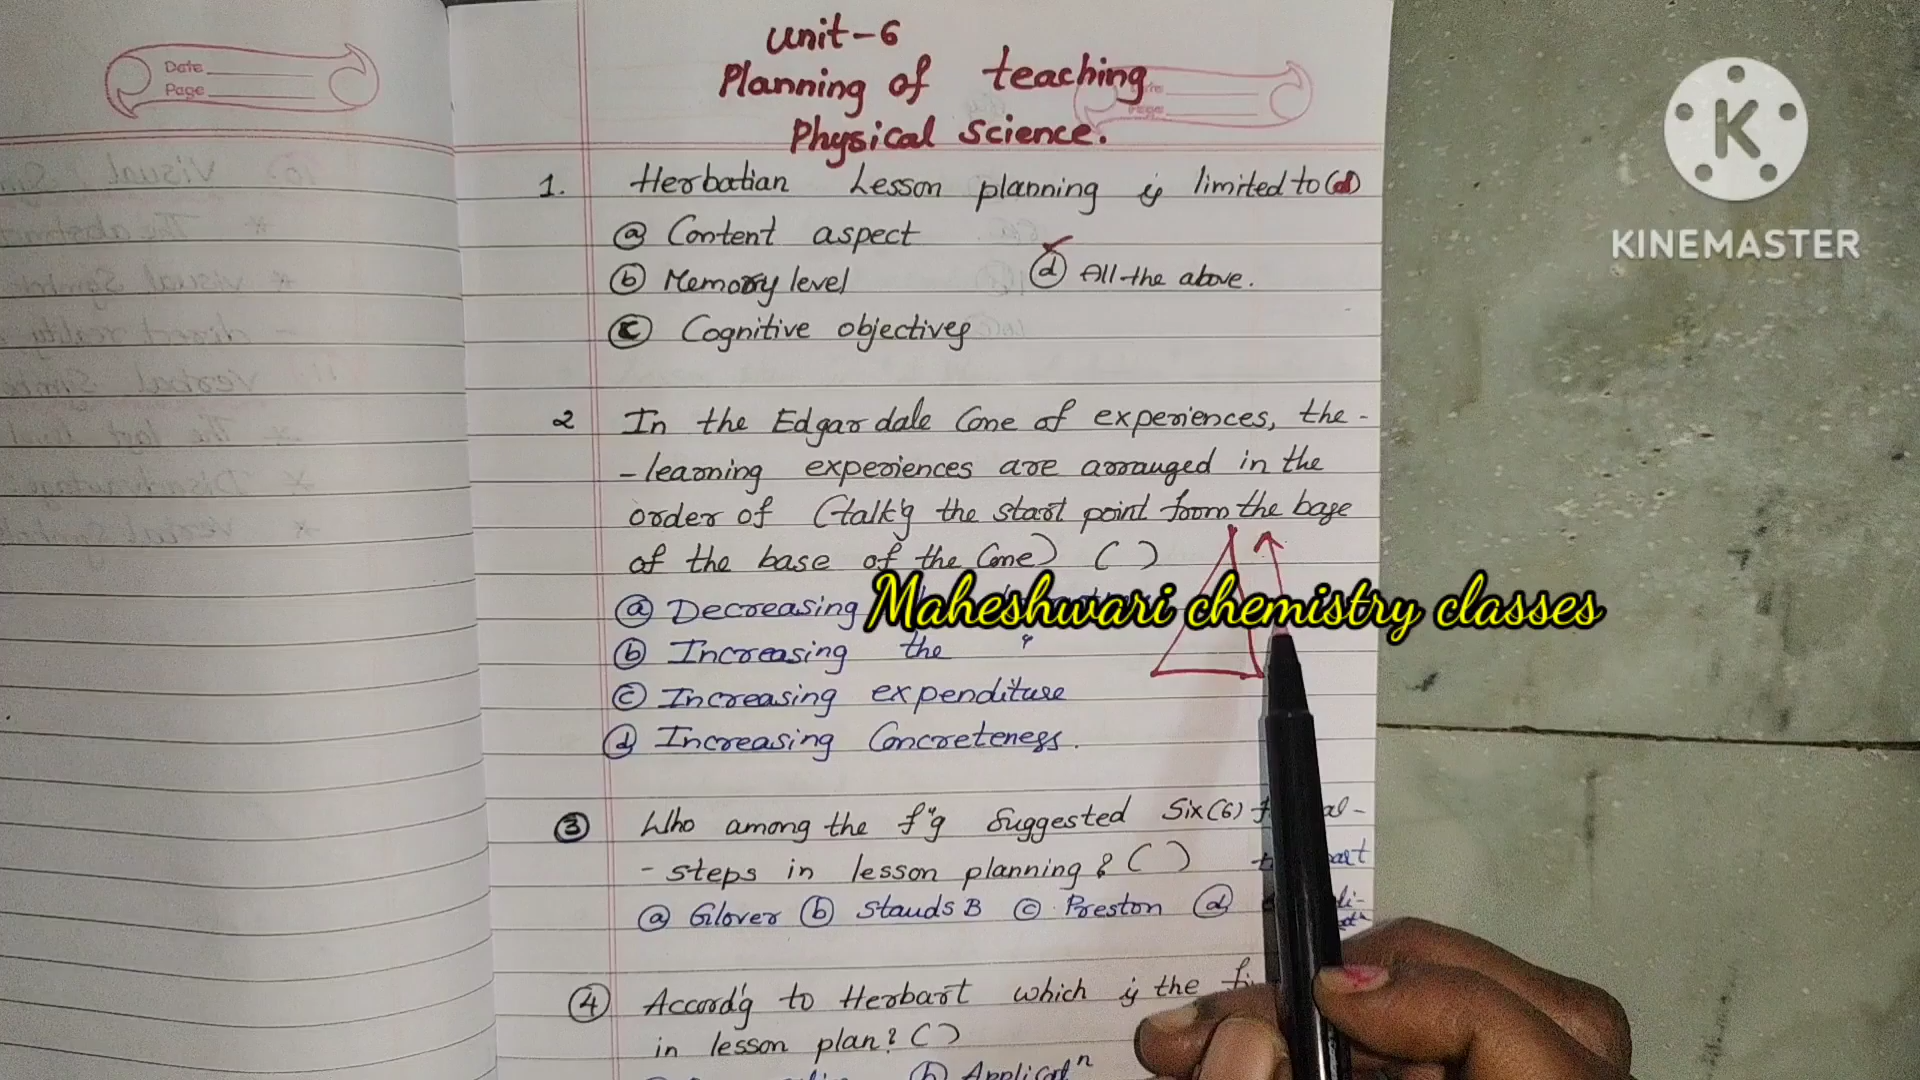 Date
Page
unit-6
Planning of teaching
Physical Science.
1. Herbatian Lesson planning is limited to (d)
ⓐ Content aspect
ⓑ Memory level
ⓓ All the above.
ⓒ Cognitive objectives
2 In the Edgar dale Cone of experiences, the -
- learning experiences are arranged in the
order of (talk'g the start point from the base
of the base of the Cone) ( )
ⓐ Decreasing
ⓑ Increasing the "
ⓒ Increasing expenditure
ⓓ Increasing Concreteness.
③ Who among the f"g Suggested Six(6)
- steps in lesson planning? ( )
ⓐ Glover ⓑ Stauds B ⓒ Preston ⓓ
④ Accord'g to Herbart which is the
in lesson plan? ( )
ⓑ Applicatn
K
KINEMASTER
Maheshwari chemistry classes